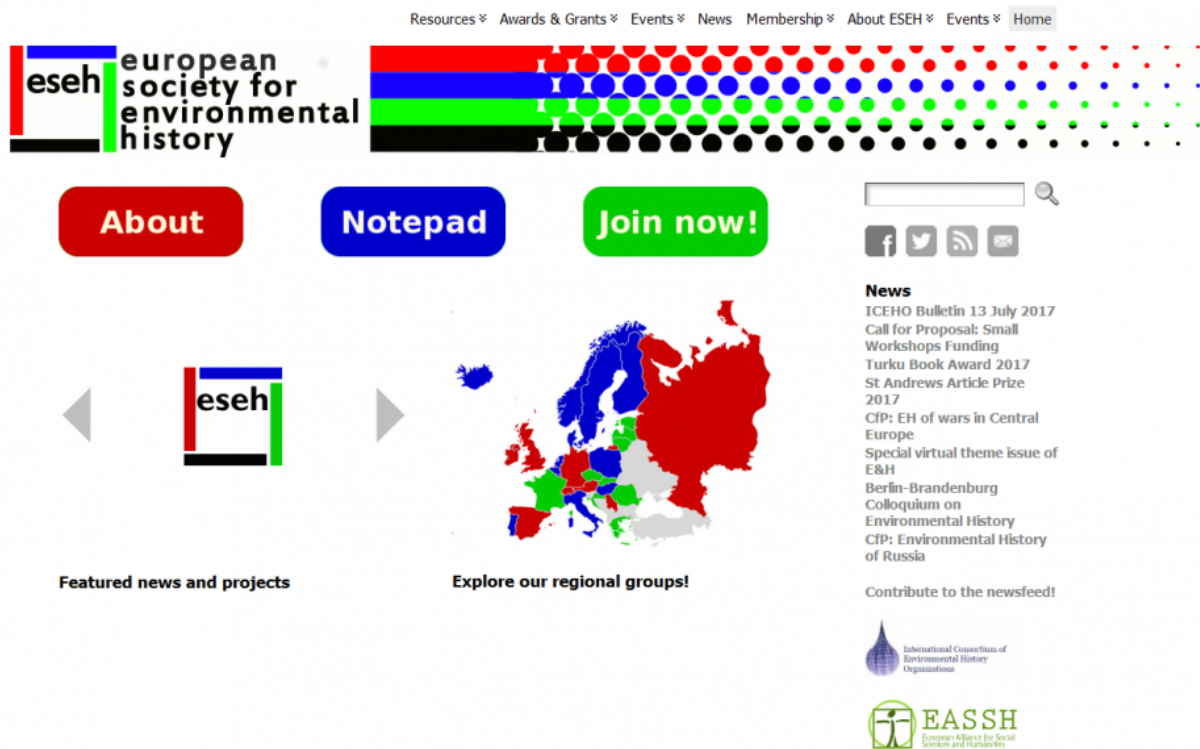 Resources Awards & Grants Events News Membership About ESEH Events Home
eseh
european
society for
environmental
history
About
Notepad
Join now!
eseh
Featured news and projects
Explore our regional groups!
News
ICEHO Bulletin 13 July 2017
Call for Proposal: Small
Workshops Funding
Turku Book Award 2017
St Andrews Article Prize
2017
CfP: EH of wars in Central
Europe
Special virtual theme issue of
E&H
Berlin-Brandenburg
Colloquium on
Environmental History
CfP: Environmental History
of Russia
Contribute to the newsfeed!
International Consortium of
Environmental History
Organizations
EASSH
European Alliance for Social
Sciences and Humanities